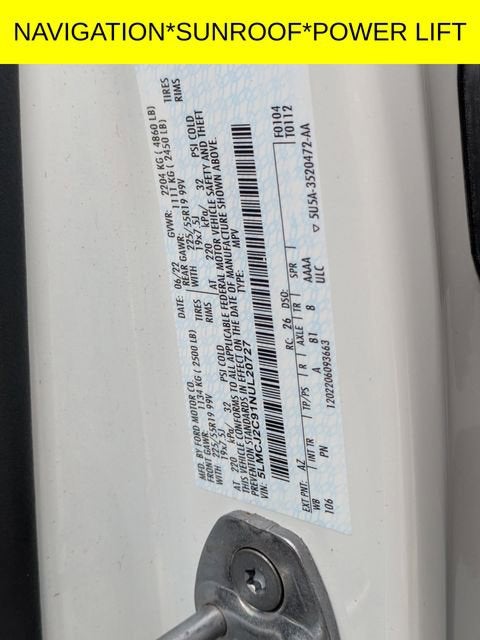 NAVIGATION*SUNROOF*POWER LIFT
MFD. BY FORD MOTOR CO.
DATE: 06/22
GVWR: 2204 KG ( 4860 LB)
FRONT GAWR: 1134 KG ( 2500 LB)
REAR GAWR: 1111 KG ( 2450 LB)
WITH 225/55R19 99V TIRES
WITH 225/55R19 99V TIRES
19x7.5J RIMS
19x7.5J RIMS
AT 220 kPa/ 32 PSI COLD
AT 220 kPa/ 32 PSI COLD
THIS VEHICLE CONFORMS TO ALL APPLICABLE FEDERAL MOTOR VEHICLE SAFETY AND THEFT
PREVENTION STANDARDS IN EFFECT ON THE DATE OF MANUFACTURE SHOWN ABOVE.
VIN: 5LMCJ2C91NUL20727
TYPE: MPV
F0104
T0112
EXT PNT: AZ RC: 26 DSO:
WB INT TR TP/PS R AXLE TR SPR
106 PN A 81 8 AAAA
ULC
1202206093663
5U5A-3520472-AA